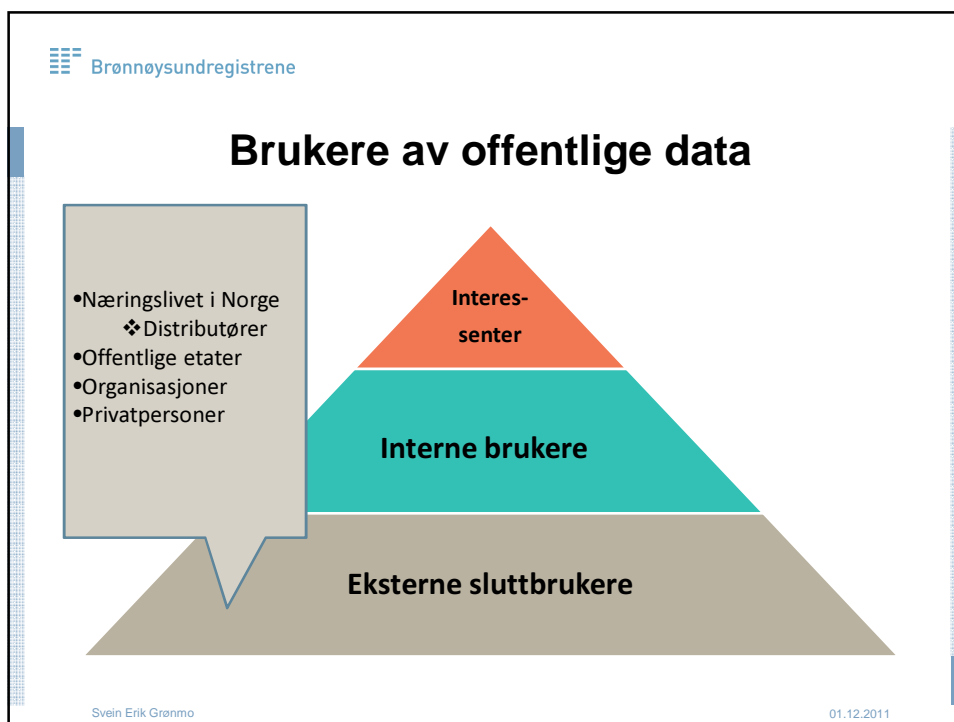 Brønnøysundregistrene
Brukere av offentlige data
•Næringslivet i Norge
❖Distributører
•Offentlige etater
•Organisasjoner
•Privatpersoner
Interes-
senter
Interne brukere
Eksterne sluttbrukere
Svein Erik Grønmo
01.12.2011